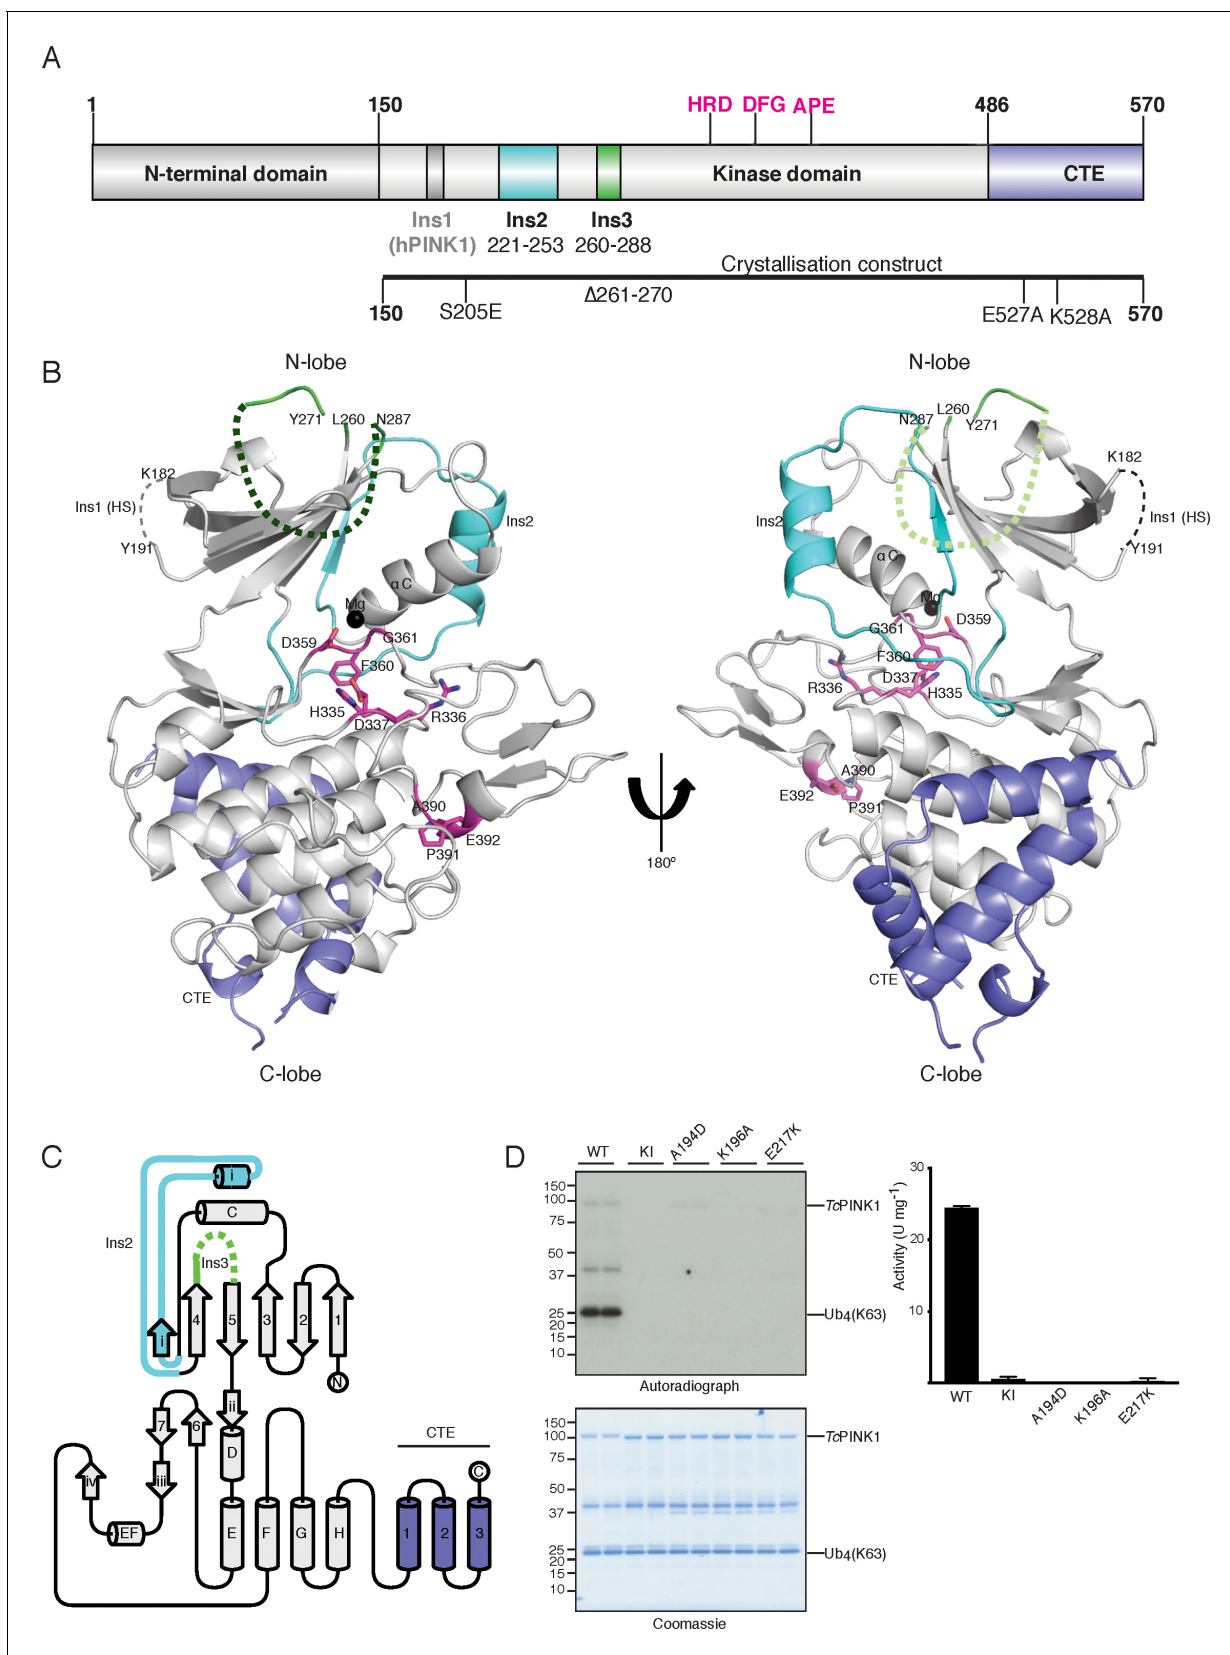 A
1
150
HRD DFG APE
486
570
N-terminal domain
Kinase domain
CTE
Ins1
(hPINK1)
Ins2
221-253
Ins3
260-288
Crystallisation construct
150
S205E
Δ261-270
E527A
K528A
570
B
N-lobe
Y271
L260
N287
K182
Ins1 (HS)
Y191
Ins2
αC
Mg
D359
G361
F360
H335
D337
R336
A390
E392
P391
CTE
C-lobe
180º
N-lobe
N287
L260
Y271
K182
Ins2
Ins1 (HS)
Y191
αC
Mg
G361
D359
F360
D337
R336
H335
A390
E392
P391
CTE
C-lobe
C
i
C
Ins2
Ins3
i
4
5
3
2
1
N
ii
7
6
D
iv
iii
EF
E
F
G
H
CTE
C
1
2
3
D
WT
KI
A194D
K196A
E217K
150
100
75
50
37
25
20
15
10
TcPINK1
Ub4(K63)
Autoradiograph
150
100
75
50
37
25
20
15
10
TcPINK1
Ub4(K63)
Coomassie
Activity (U mg-1)
30
20
10
WT
KI
A194D
K196A
E217K